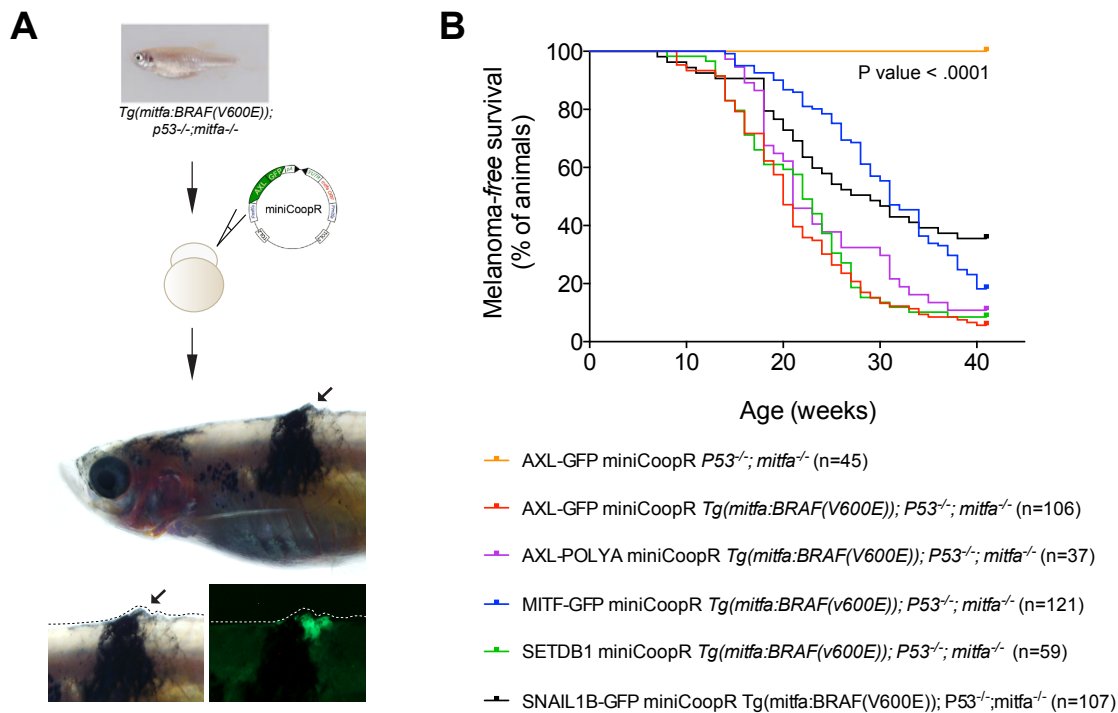 A
Tg(mitfa:BRAF(V600E));
p53-/-;mitfa-/-
AXL GFP
miniCoopR
B
Melanoma-free survival
(% of animals)
100
80
60
40
20
0
P value < .0001
0 10 20 30 40
Age (weeks)
AXL-GFP miniCoopR P53-/-; mitfa-/- (n=45)
AXL-GFP miniCoopR Tg(mitfa:BRAF(V600E)); P53-/-; mitfa-/- (n=106)
AXL-POLYA miniCoopR Tg(mitfa:BRAF(V600E)); P53-/-; mitfa-/- (n=37)
MITF-GFP miniCoopR Tg(mitfa:BRAF(v600E)); P53-/-; mitfa-/- (n=121)
SETDB1 miniCoopR Tg(mitfa:BRAF(v600E)); P53-/-; mitfa-/- (n=59)
SNAIL1B-GFP miniCoopR Tg(mitfa:BRAF(V600E)); P53-/-;mitfa-/- (n=107)